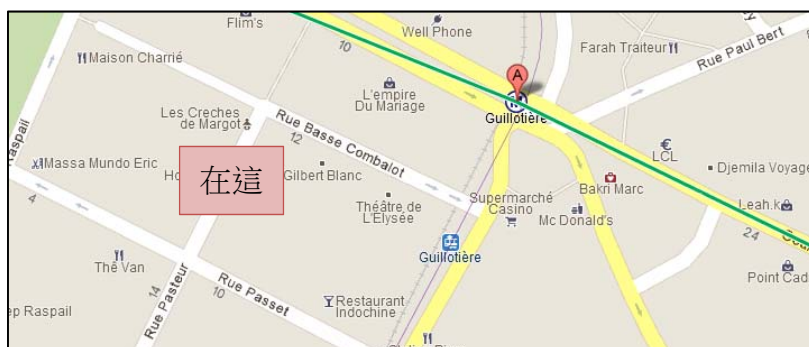 Flim's
Well Phone
Rue Paul Bert
10
Farah Traiteur
Maison Charrié
A
L'empire
Du Mariage
Guillotière
Les Creches
de Margot
Rue Basse Combalot
12
LCL
Raspail
Massa Mundo Eric
在這
Gilbert Blanc
Djemila Voyage
Bakri Marc
Théâtre de
L'Elysée
Supermarché
Casino
Mc Donald's
Leah.k
4
24
Guillotière
Thê Van
Point Cad
Rue Pasteur
14
10
Rue Passet
Restaurant
Indochine
ep Raspail